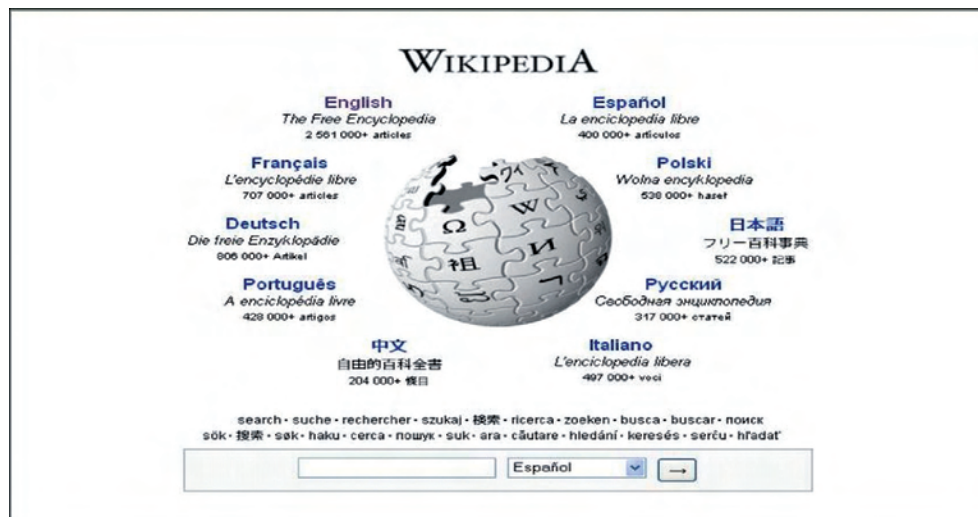 WIKIPEDIA
English
The Free Encyclopedia
2 561 000+ articles
Español
La enciclopedia libre
400 000+ artículos
Français
L'encyclopédie libre
707 000+ articles
Polski
Wolna encyklopedia
536 000+ haseł
Deutsch
Die freie Enzyklopädie
806 000+ Artikel
日本語
フリー百科事典
522 000+ 記事
Português
A enciclopédia livre
428 000+ artigos
Русский
Свободная энциклопедия
317 000+ статей
中文
自由的百科全書
204 000+ 條目
Italiano
L'enciclopedia libera
497 000+ voci
Ω
W
祖
И
search · suche · rechercher · szukaj · 検索 · ricerca · zoeken · busca · buscar · поиск
sök · 搜索 · søk · haku · cerca · пошук · suk · ara · căutare · hledání · keresés · serĉu · hľadať
Español
→